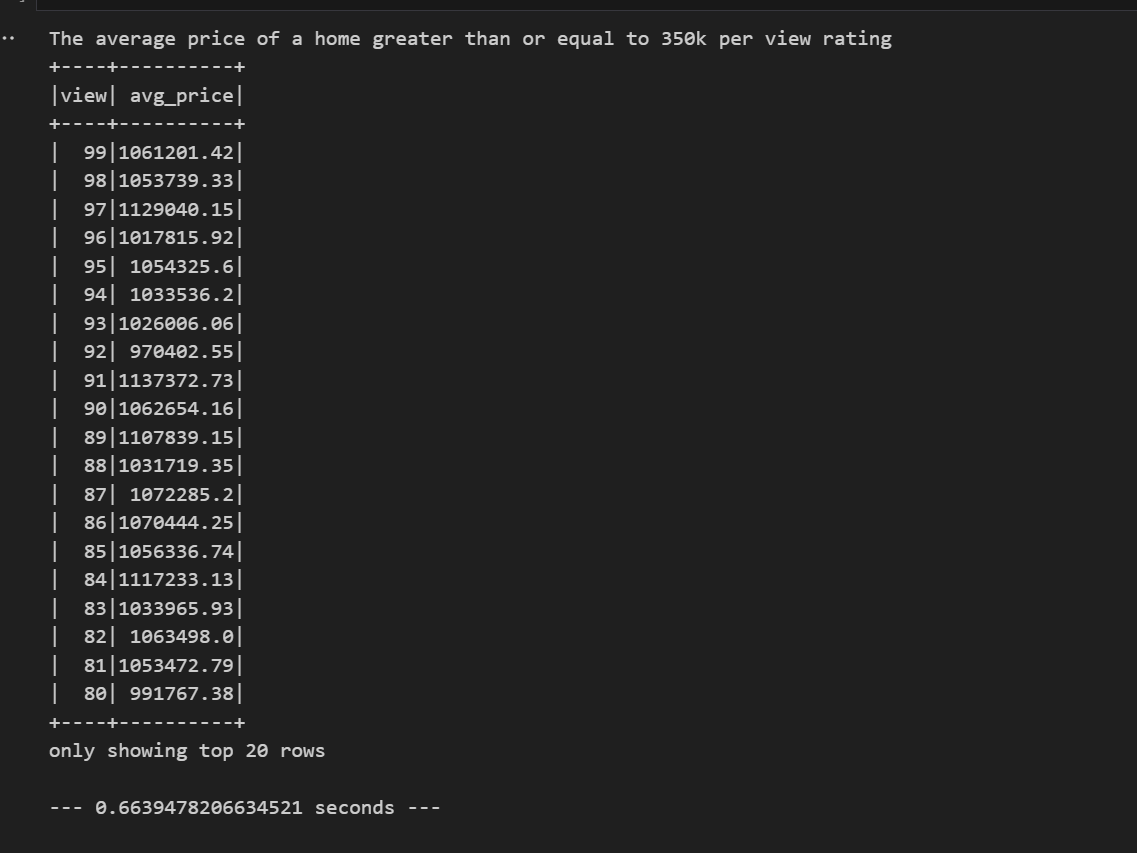 The average price of a home greater than or equal to 350k per view rating
+----+----------+
|view| avg_price|
+----+----------+
|  99|1061201.42|
|  98|1053739.33|
|  97|1129040.15|
|  96|1017815.92|
|  95| 1054325.6|
|  94| 1033536.2|
|  93|1026006.06|
|  92| 970402.55|
|  91|1137372.73|
|  90|1062654.16|
|  89|1107839.15|
|  88|1031719.35|
|  87| 1072285.2|
|  86|1070444.25|
|  85|1056336.74|
|  84|1117233.13|
|  83|1033965.93|
|  82| 1063498.0|
|  81|1053472.79|
|  80| 991767.38|
+----+----------+
only showing top 20 rows
--- 0.6639478206634521 seconds ---